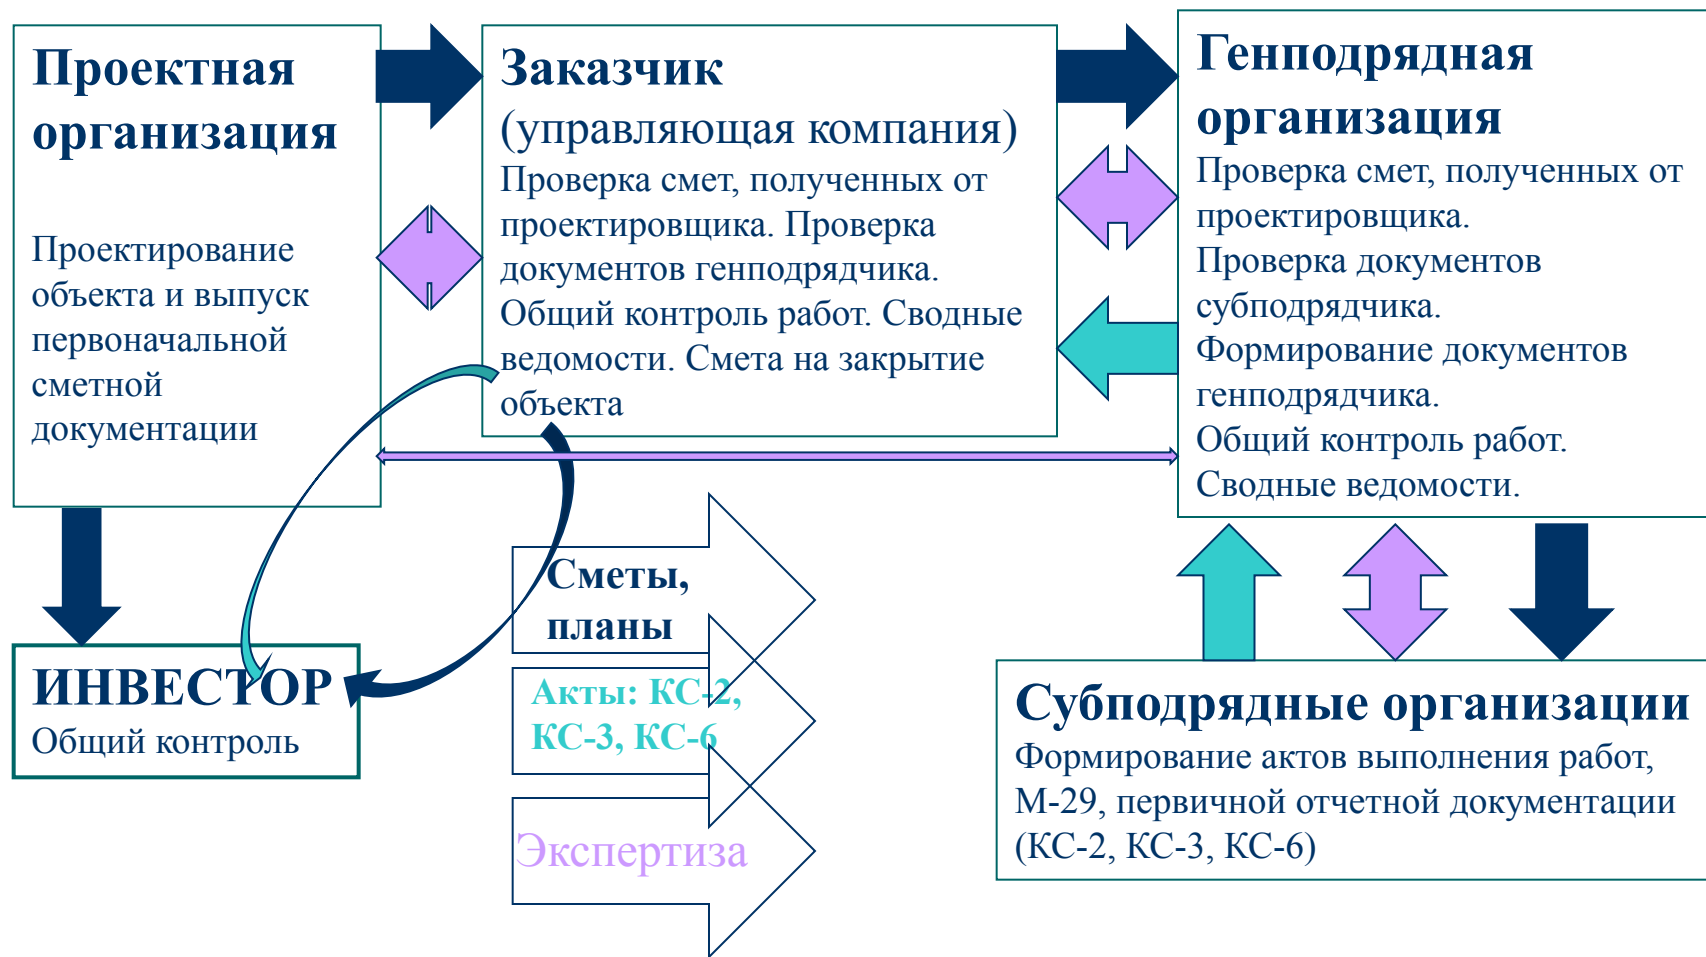 Проектная
организация
Проектирование
объекта и выпуск
первоначальной
сметной
документации
Заказчик
(управляющая компания)
Проверка смет, полученных от
проектировщика. Проверка
документов генподрядчика.
Общий контроль работ. Сводные
ведомости. Смета на закрытие
объекта
Генподрядная
организация
Проверка смет, полученных от
проектировщика.
Проверка документов
субподрядчика.
Формирование документов
генподрядчика.
Общий контроль работ.
Сводные ведомости.
ИНВЕСТОР
Общий контроль
Сметы,
планы
Акты: КС-2,
КС-3, КС-6
Экспертиза
Субподрядные организации
Формирование актов выполнения работ,
М-29, первичной отчетной документации
(КС-2, КС-3, КС-6)